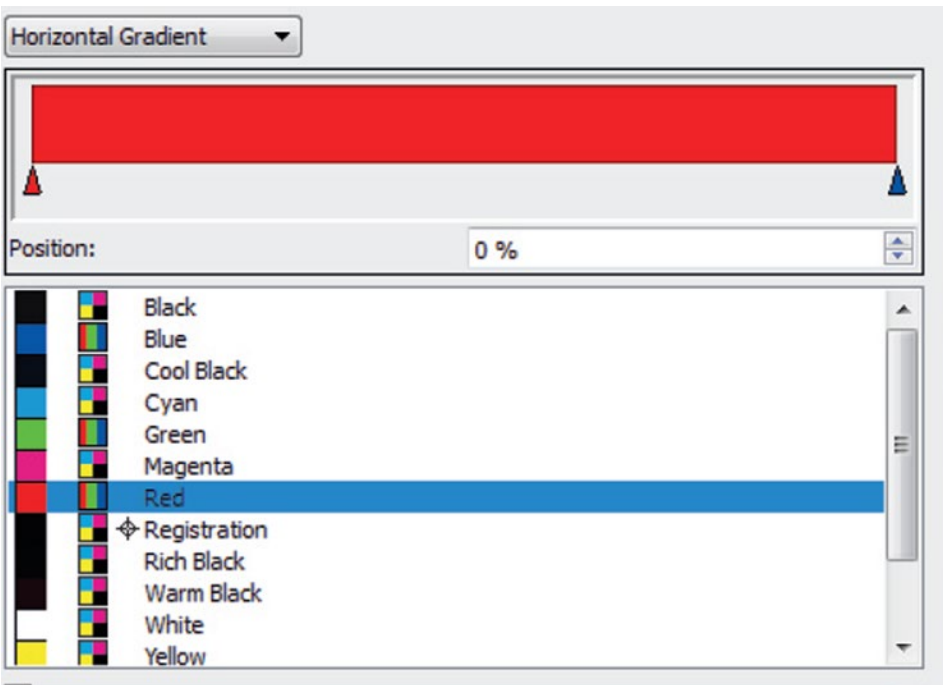 Horizontal Gradient
Position: 0 %
Black
Blue
Cool Black
Cyan
Green
Magenta
Red
Registration
Rich Black
Warm Black
White
Yellow